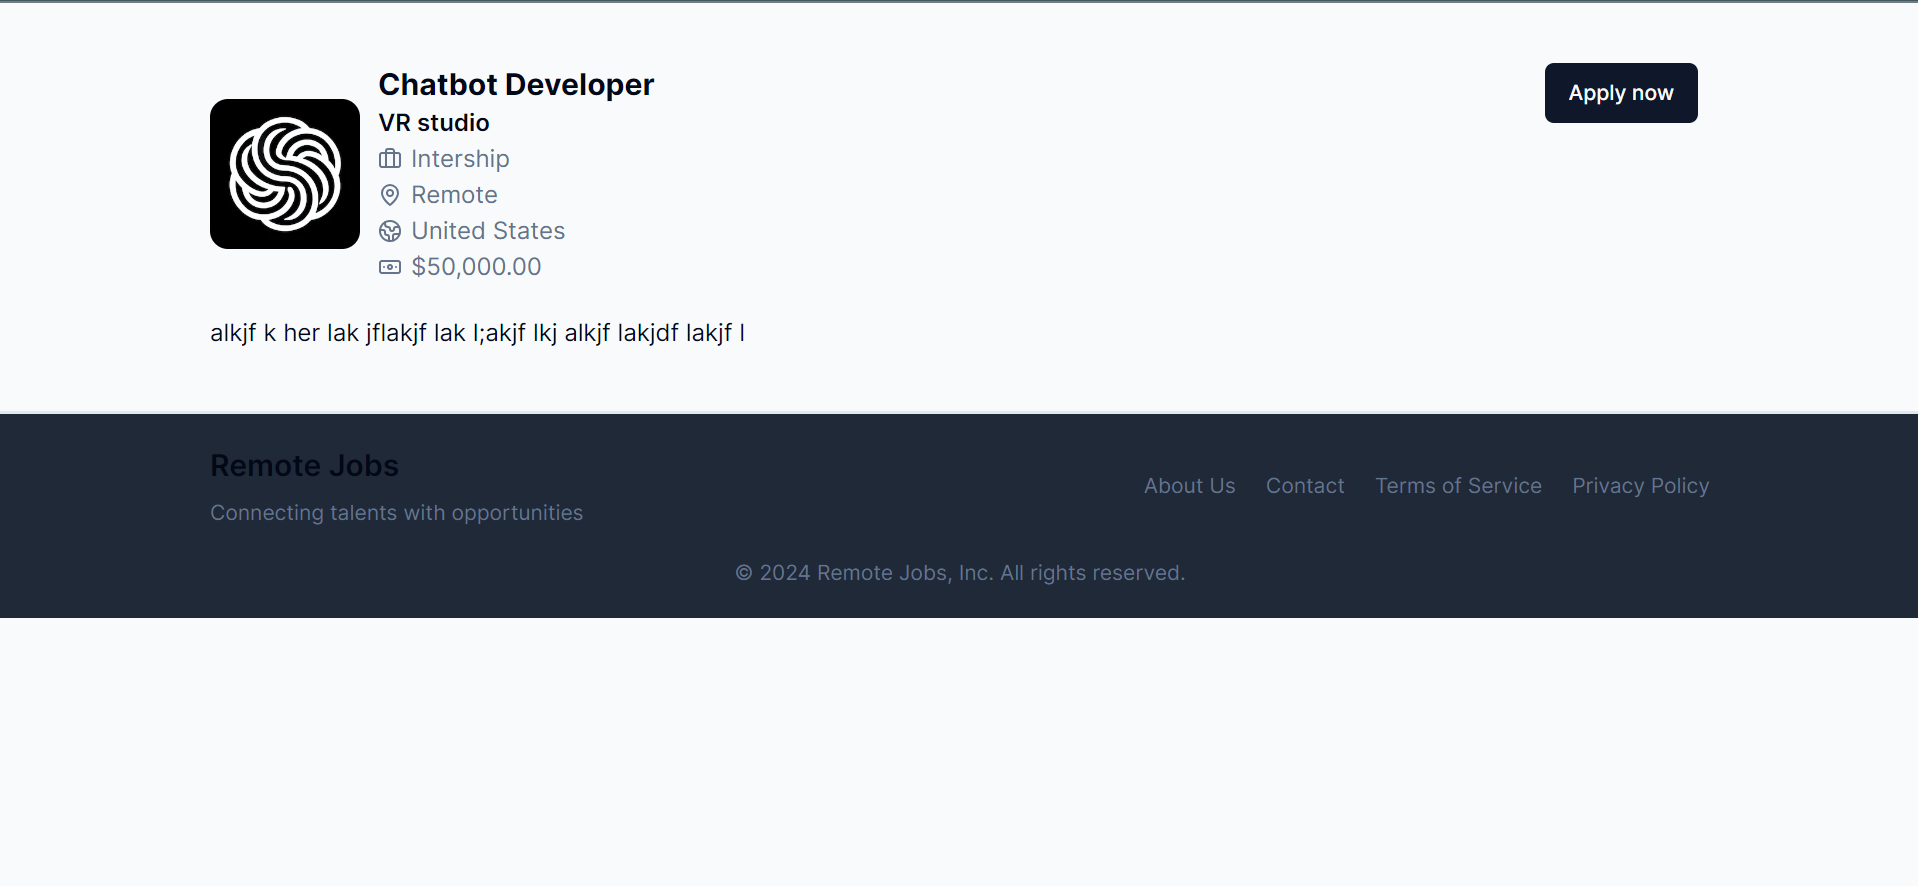 Chatbot Developer
Apply now
VR studio
Intership
Remote
United States
$50,000.00
alkjf k her lak jflakjf lak l;akjf lkj alkjf lakjdf lakjf l
Remote Jobs
About Us Contact Terms of Service Privacy Policy
Connecting talents with opportunities
© 2024 Remote Jobs, Inc. All rights reserved.